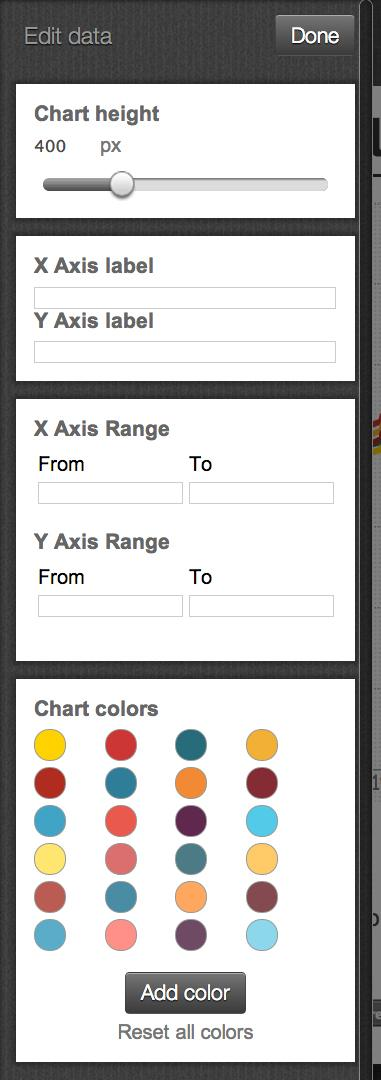 Edit data Done
Chart height
400 px
X Axis label
Y Axis label
X Axis Range
From To
Y Axis Range
From To
Chart colors
Add color
Reset all colors